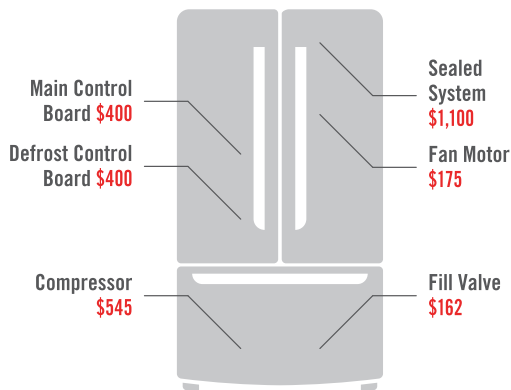 Main Control
Board $400
Defrost Control
Board $400
Compressor
$545
Sealed
System
$1,100
Fan Motor
$175
Fill Valve
$162